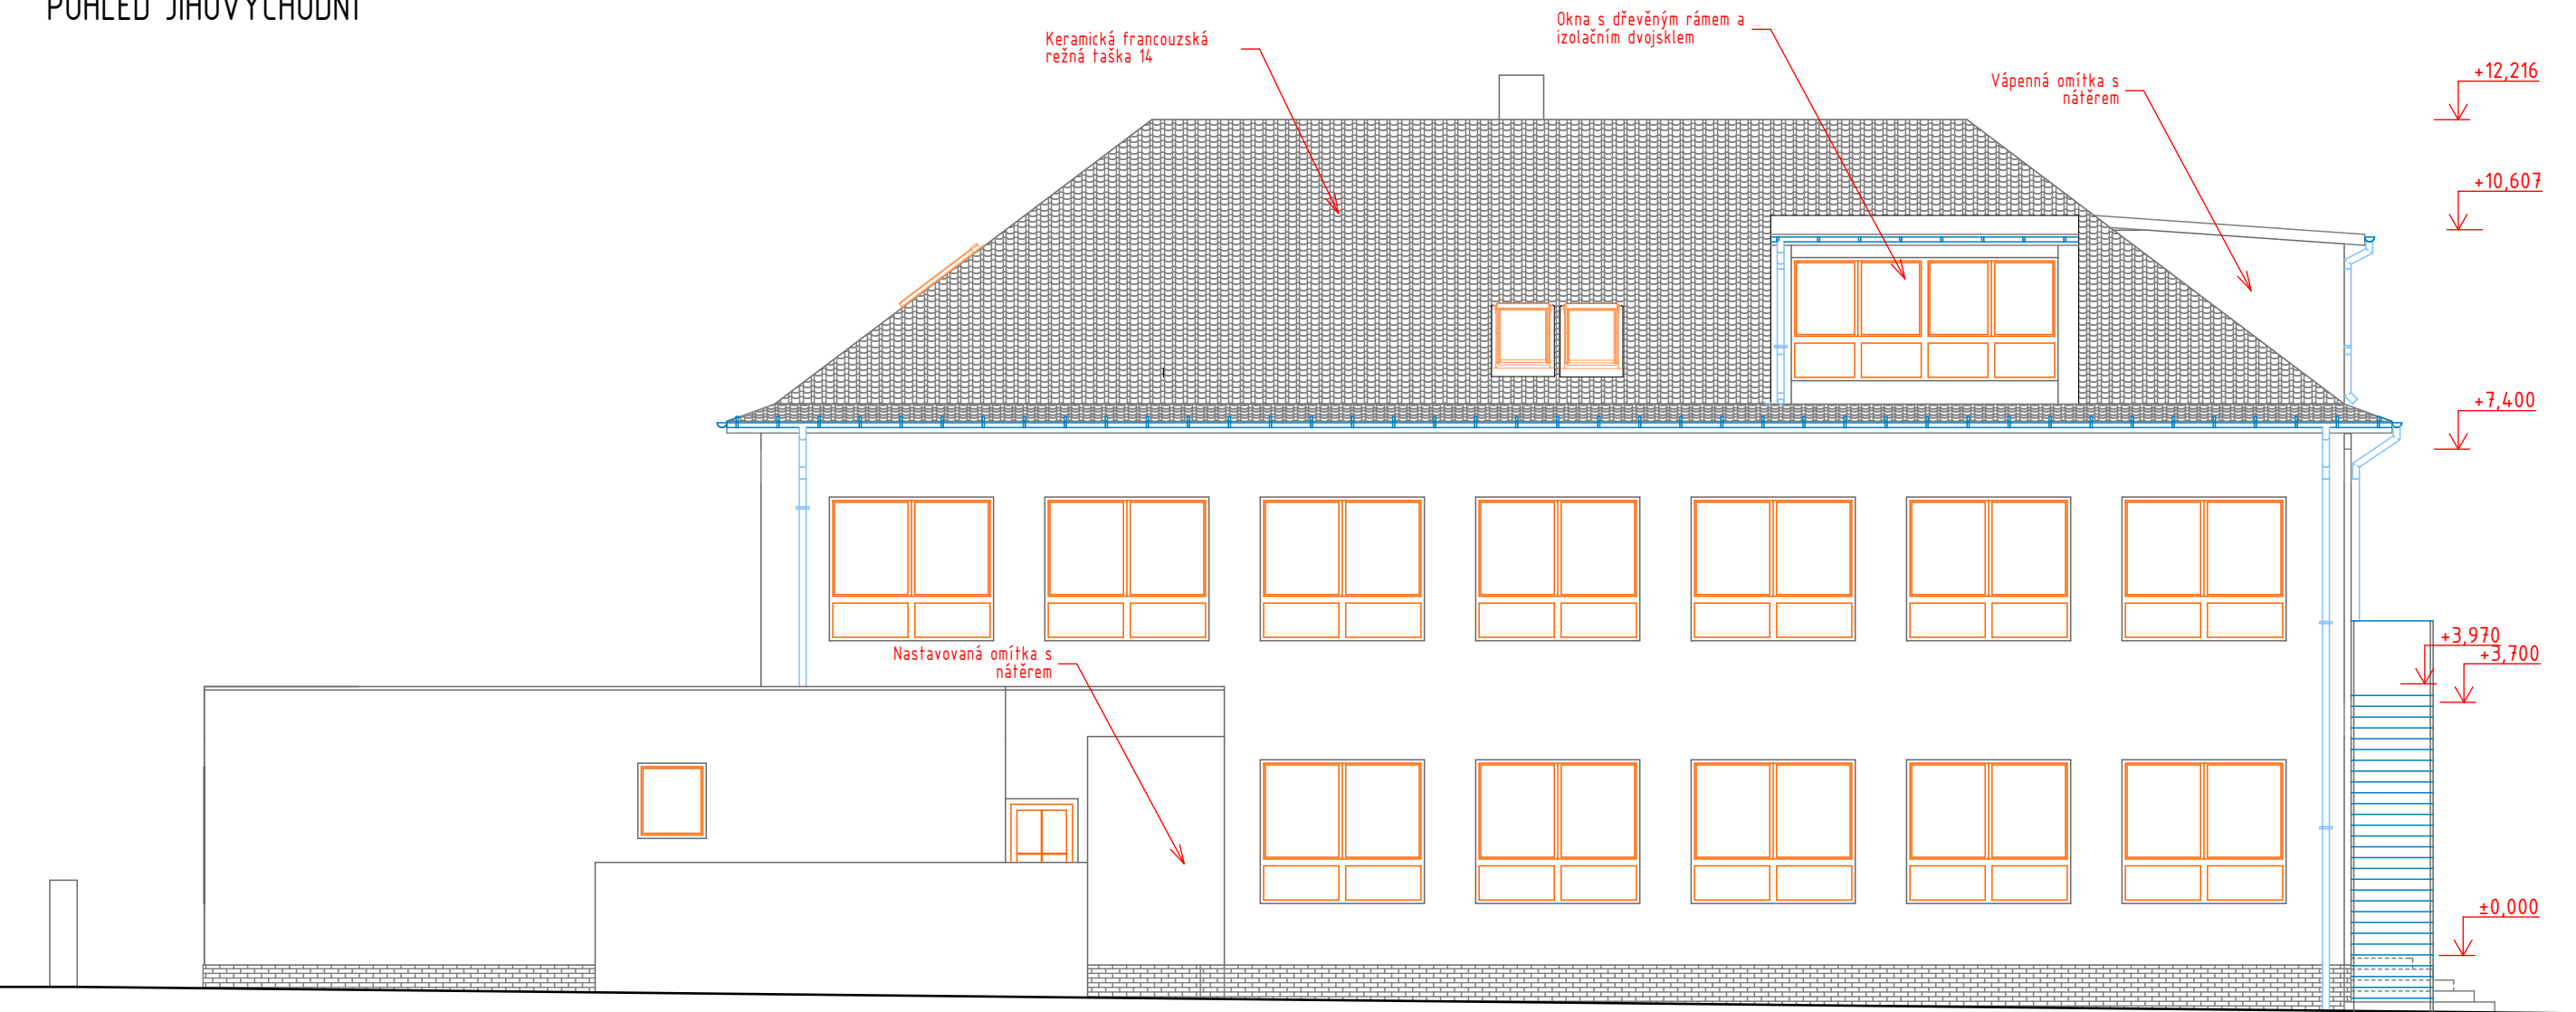 POHLED JIHOVÝCHODNÍ
Keramická francouzská
režná taška 14
Okna s dřevěným rámem a
izolačním dvojsklem
Vápenná omítka s
nátěrem
+12,216
+10,607
+7,400
Nastavovaná omítka s
nátěrem
+3,970
+3,700
±0,000